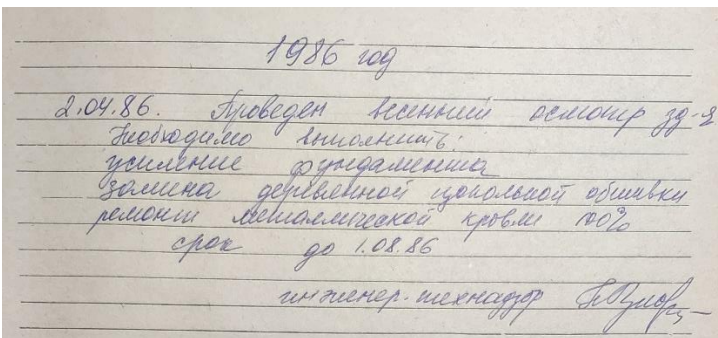 1986 год
2.04.86. Проведен весенний осмотр зд-я
Необходимо выполнить:
усиление фундамента
замена деревянной цокольной обшивки
ремонт металлической кровли 100%
срок до 1.08.86
инженер-технадзор